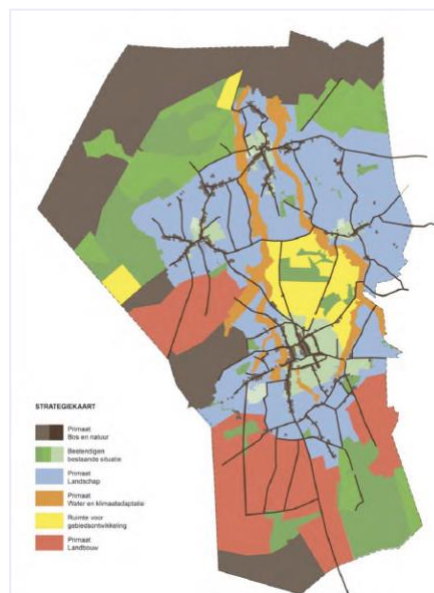 STRATEGIEKAART
Primaat
Bos en natuur
Bestendigen
bestaande situatie
Primaat
Landschap
Primaat
Water en klimaatadaptatie
Ruimte voor
gebiedsontwikkeling
Primaat
Landbouw